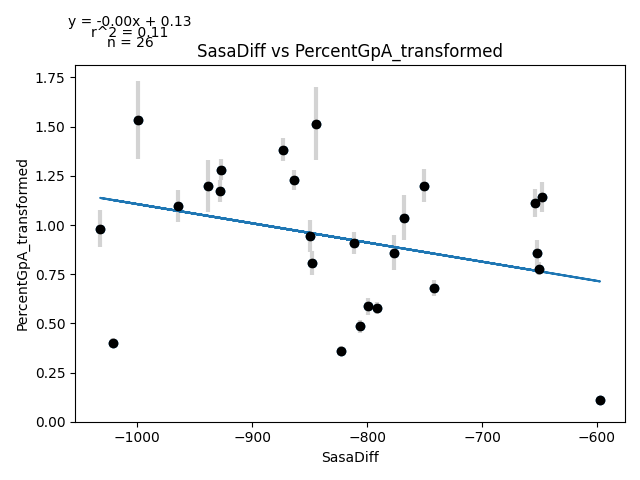 y = -0.00x + 0.13
r^2 = 0.11
n = 26
SasaDiff vs PercentGpA_transformed
1.75
1.50
1.25
1.00
0.75
0.50
0.25
0.00
PercentGpA_transformed
−1000
−900
−800
−700
−600
SasaDiff